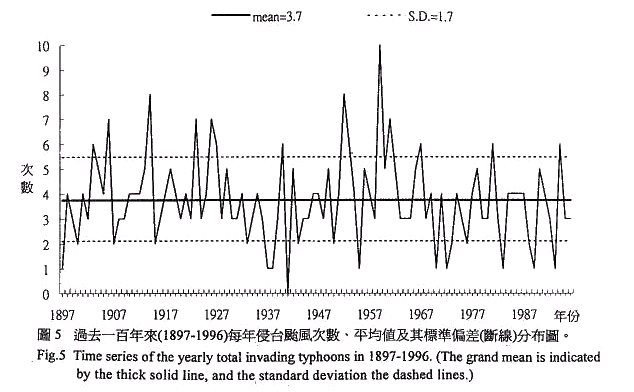 mean=3.7 S.D.=1.7
10
9
8
7
6
5
4
3
2
1
0
次數
1897 1907 1917 1927 1937 1947 1957 1967 1977 1987 年份
圖 5 過去一百年來(1897-1996)每年侵台颱風次數、平均值及其標準偏差(斷線)分布圖。
Fig.5 Time series of the yearly total invading typhoons in 1897-1996. (The grand mean is indicated
by the thick solid line, and the standard deviation the dashed lines.)